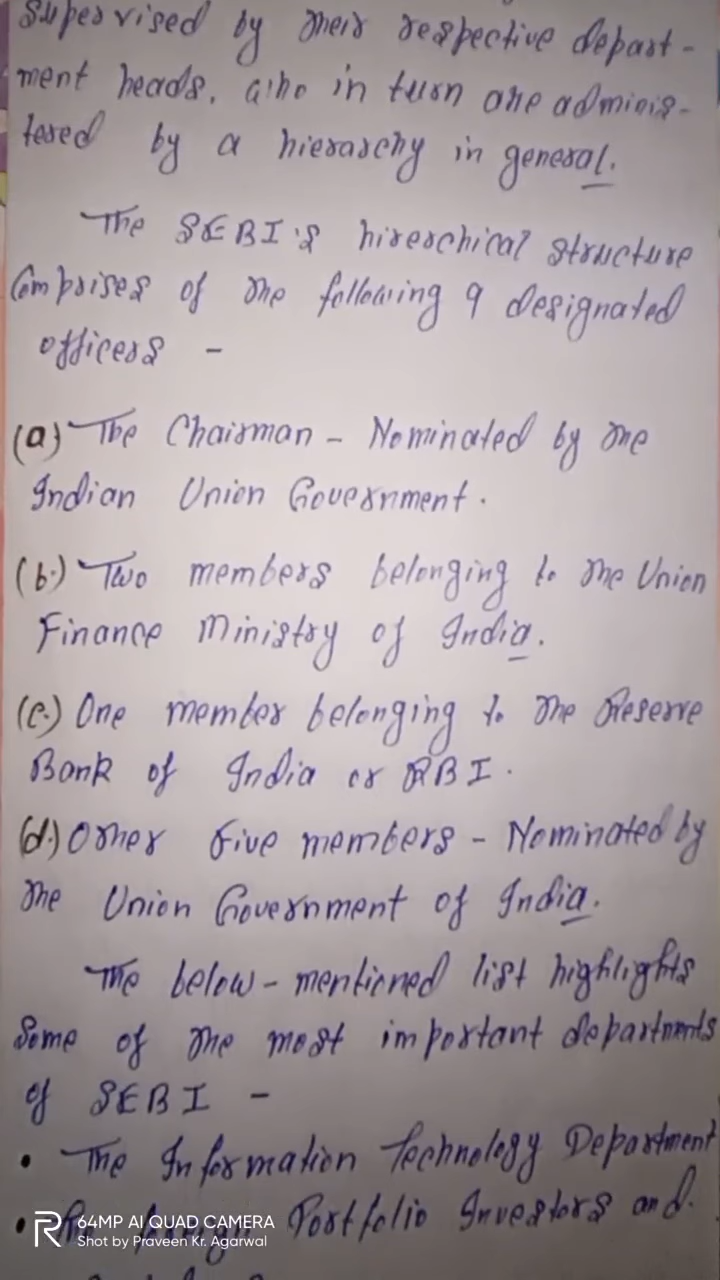 Supervised by their respective depart-
ment heads, who in turn are adminis-
tered by a hierarchy in general.
The SEBI's hirerchical structure
Comprises of the following 9 designated
officers -
(a) The Chairman - Nominated by the
Indian Union Government.
(b.) Two members belonging to the Union
Finance Ministry of India.
(c.) One member belonging to the Reserve
Bank of India or RBI.
(d.) Other five members - Nominated by
the Union Government of India.
The below-mentioned list highlights
Some of the most important departments
of SEBI -
• The Information Technology Department
• The foreign Portfolio Investors and
64MP AI QUAD CAMERA
Shot by Praveen Kr. Agarwal